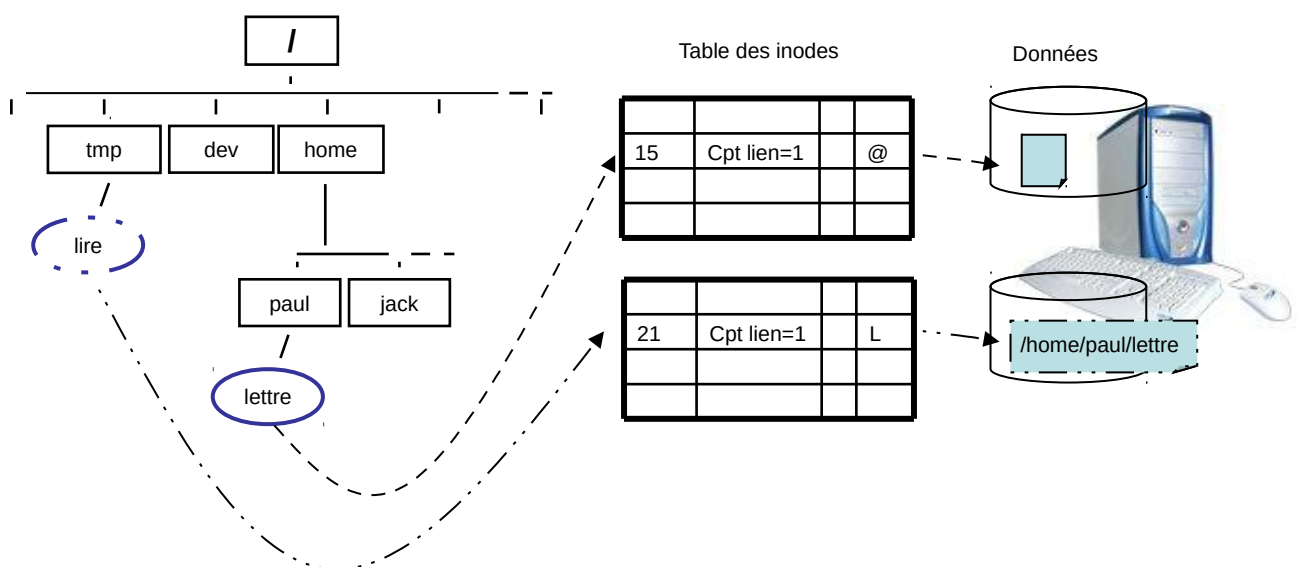 /
Table des inodes
Données
tmp
dev
home
15 Cpt lien=1 @
lire
paul
jack
21 Cpt lien=1 L
/home/paul/lettre
lettre